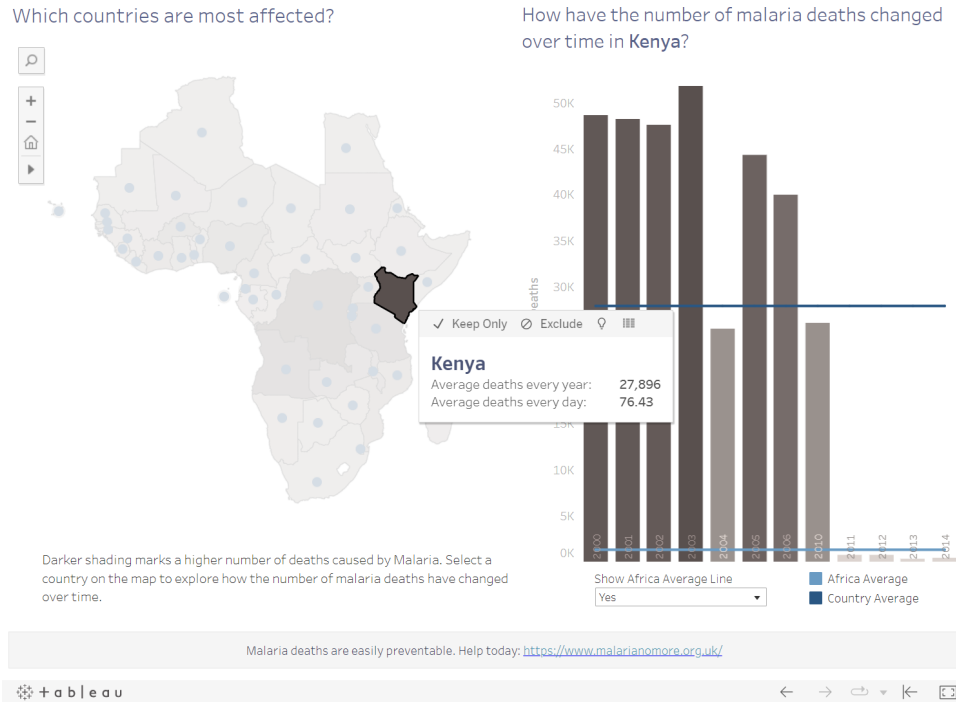 Which countries are most affected?
How have the number of malaria deaths changed
over time in Kenya?
50K
45K
40K
35K
30K
15K
10K
5K
0K
Keep Only
Exclude
Kenya
Average deaths every year: 27,896
Average deaths every day: 76.43
2000
2001
2002
2003
2004
2005
2006
2010
2011
2012
2013
2014
Darker shading marks a higher number of deaths caused by Malaria. Select a
country on the map to explore how the number of malaria deaths have changed
over time.
Show Africa Average Line
Yes
Africa Average
Country Average
Malaria deaths are easily preventable. Help today: https://www.malarianomore.org.uk/
+ a b | e a u